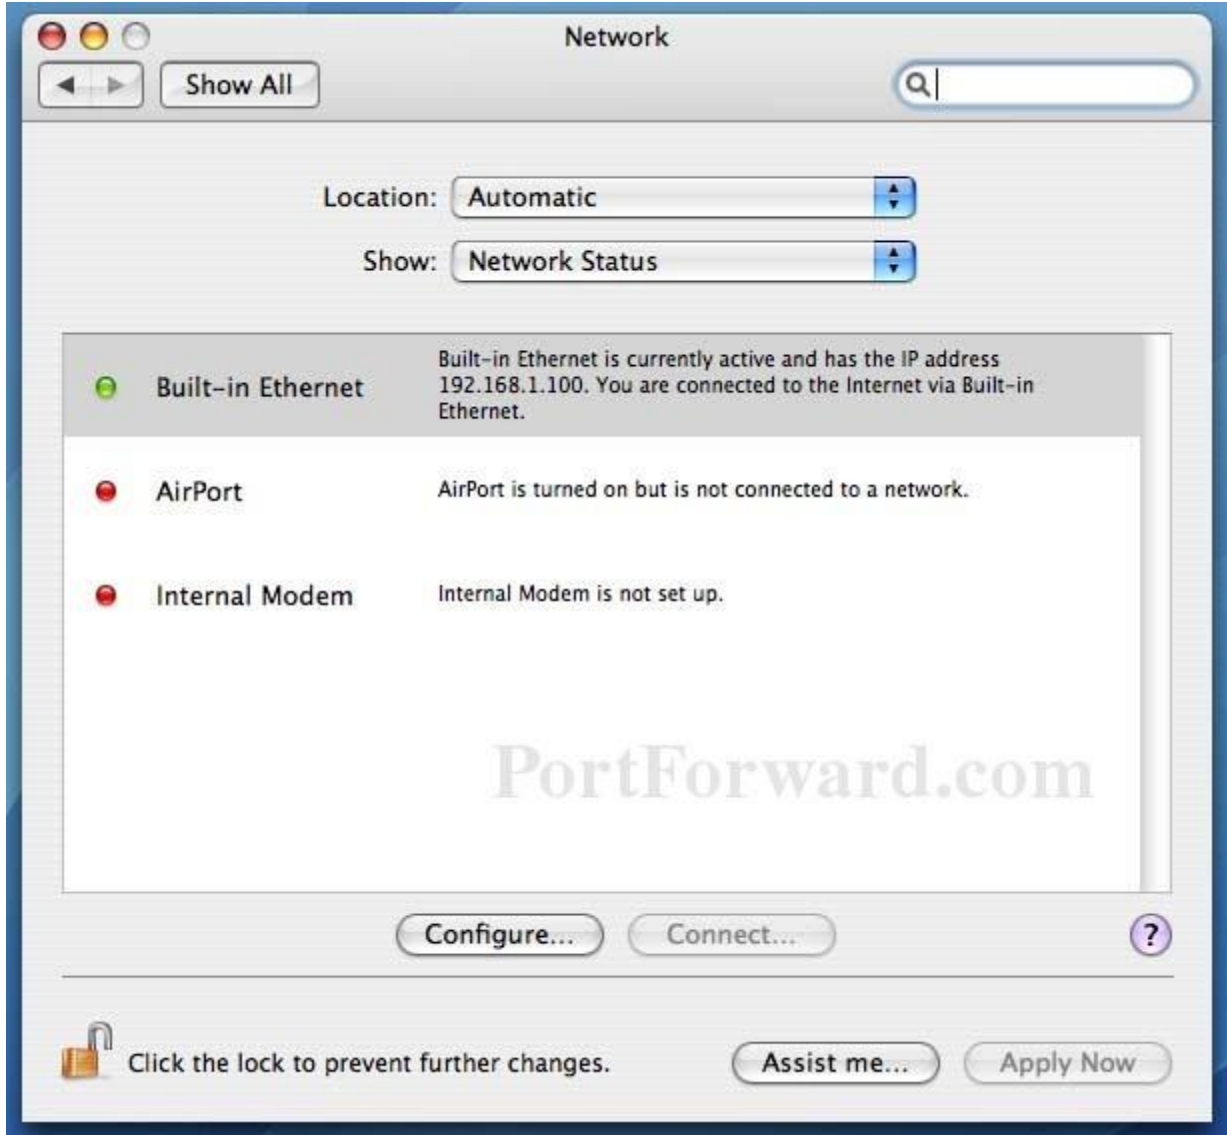 Network
Show All
Location: Automatic
Show: Network Status
Built-in Ethernet
Built-in Ethernet is currently active and has the IP address
192.168.1.100. You are connected to the Internet via Built-in
Ethernet.
AirPort
AirPort is turned on but is not connected to a network.
Internal Modem
Internal Modem is not set up.
PortForward.com
Configure...
Connect...
?
Click the lock to prevent further changes.
Assist me...
Apply Now